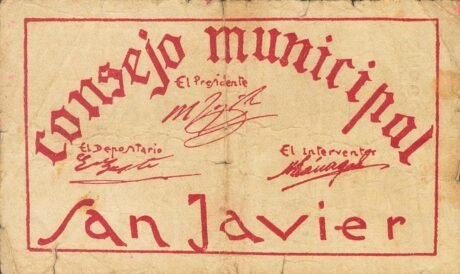 consejo municipal
El Presidente
El Depositario
El Interventor
San Javier